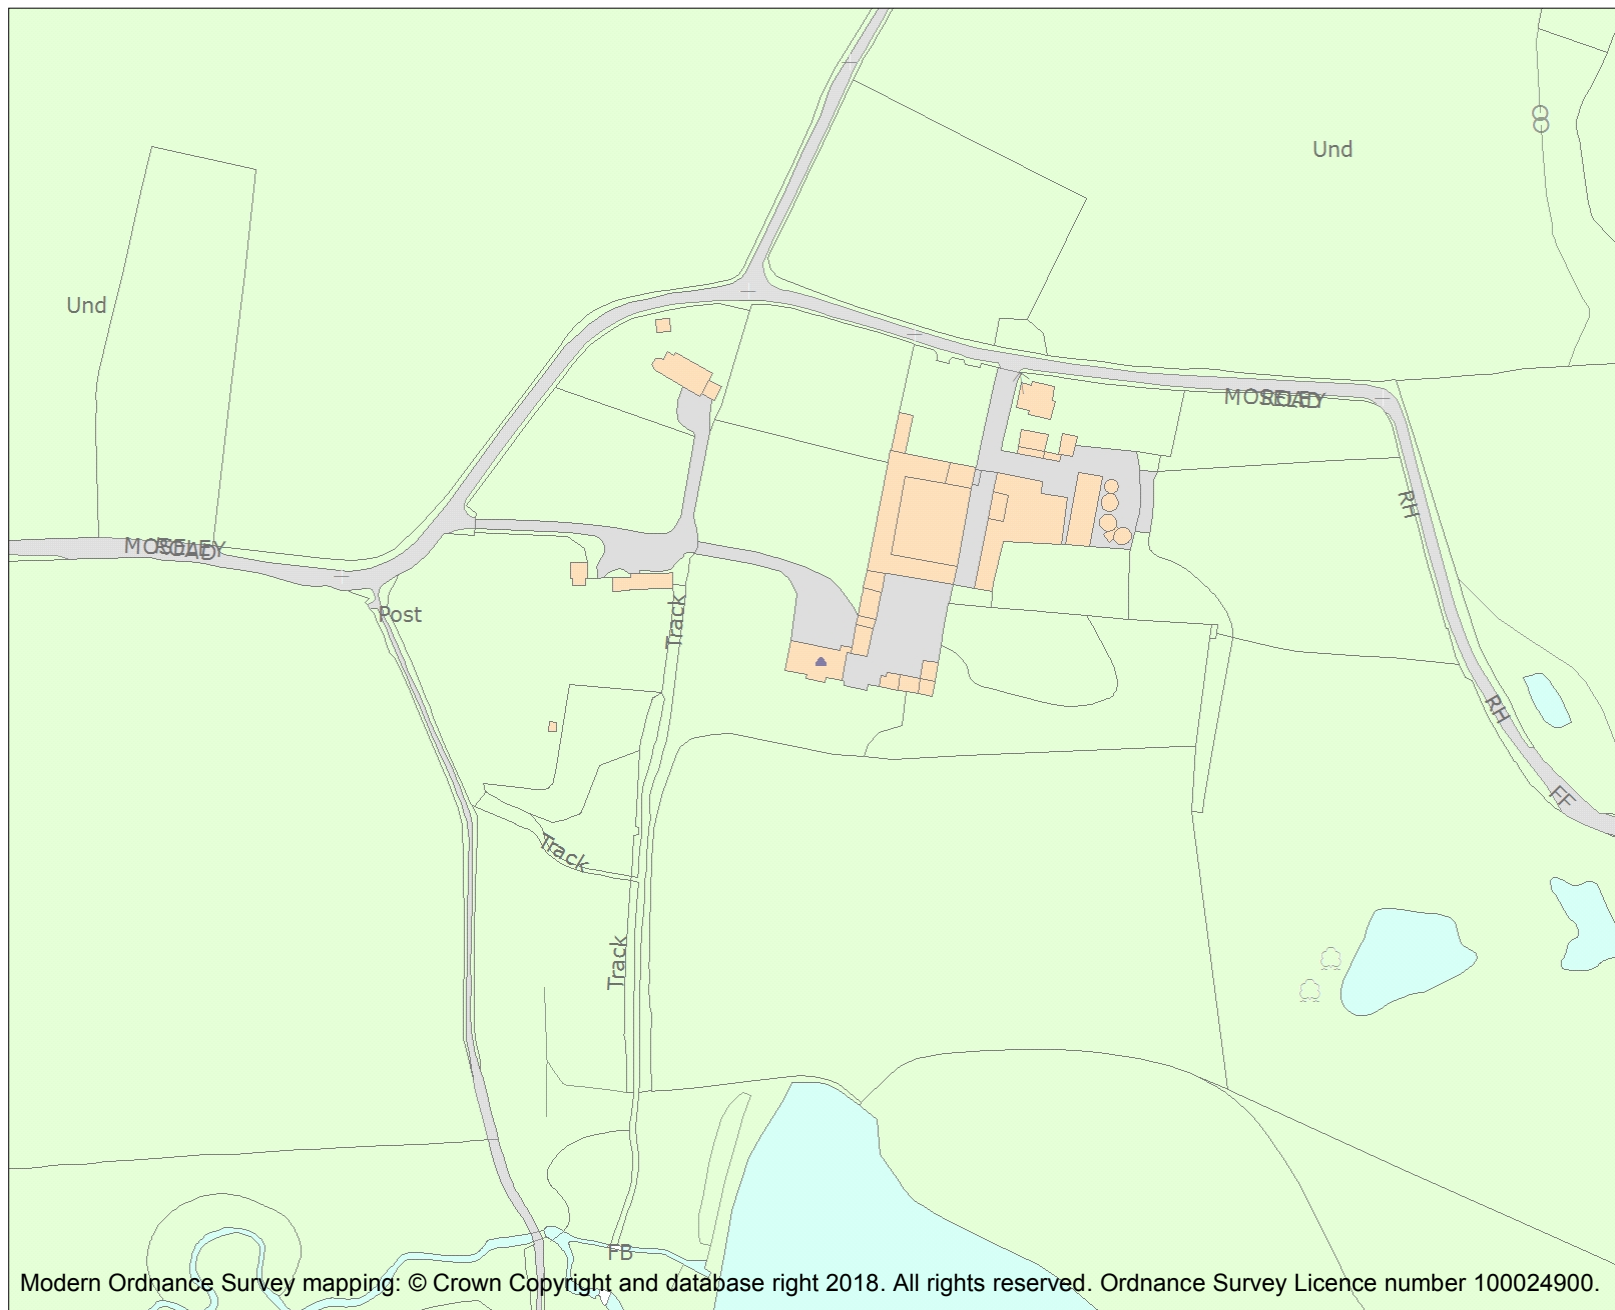 Und
Und
MOSELEY
ROAD
RH
MOSELEY
ROAD
Post
Track
RH
FF
Track
Track
FB
Modern Ordnance Survey mapping: © Crown Copyright and database right 2018. All rights reserved. Ordnance Survey Licence number 100024900.